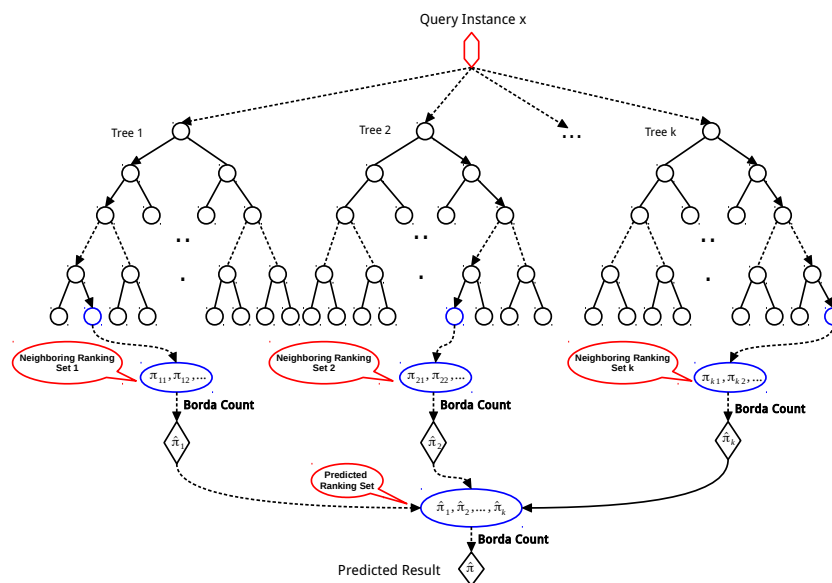 Query Instance x
Tree 1
Tree 2
...
Tree k
Neighboring Ranking
Set 1
Neighboring Ranking
Set 2
Neighboring Ranking
Set k
π₁₁, π₁₂, ...
π₂₁, π₂₂, ...
πₖ₁, πₖ₂, ...
Borda Count
Borda Count
Borda Count
π̂₁
π̂₂
π̂ₖ
Predicted
Ranking Set
π̂₁, π̂₂, ..., π̂ₖ
Borda Count
Predicted Result
π̂